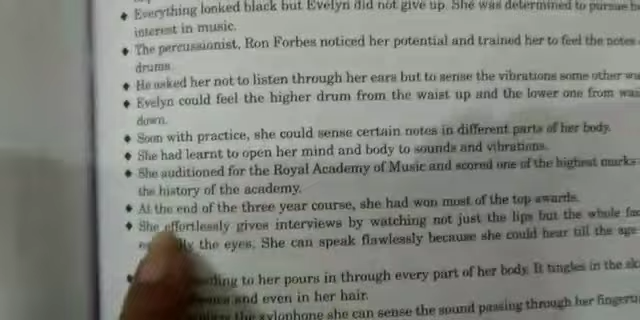 ♦ Everything looked black but Evelyn did not give up. She was determined to pursue
interest in music.
♦ The percussionist, Ron Forbes noticed her potential and trained her to feel the notes
drums.
♦ He asked her not to listen through her ears but to sense the vibrations some other
♦ Evelyn could feel the higher drum from the waist up and the lower one from
down.
♦ Soon with practice, she could sense certain notes in different parts of her body.
♦ She had learnt to open her mind and body to sounds and vibrations.
♦ She auditioned for the Royal Academy of Music and scored one of the highest marks
the history of the academy.
♦ At the end of the three year course, she had won most of the top awards.
♦ She effortlessly gives interviews by watching not just the lips but the whole
the eyes. She can speak flawlessly because she could hear till the age
to her pours in through every part of her body. It tingles in the
and even in her hair.
xylophone she can sense the sound passing through her